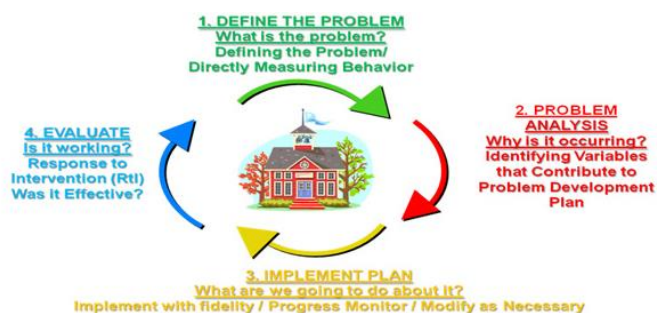 1. DEFINE THE PROBLEM
What is the problem?
Defining the Problem/
Directly Measuring Behavior
2. PROBLEM
ANALYSIS
Why is it occurring?
Identifying Variables
that Contribute to
Problem Development
Plan
3. IMPLEMENT PLAN
What are we going to do about it?
Implement with fidelity / Progress Monitor / Modify as Necessary
4. EVALUATE
Is it working?
Response to
Intervention (RtI)
Was it Effective?